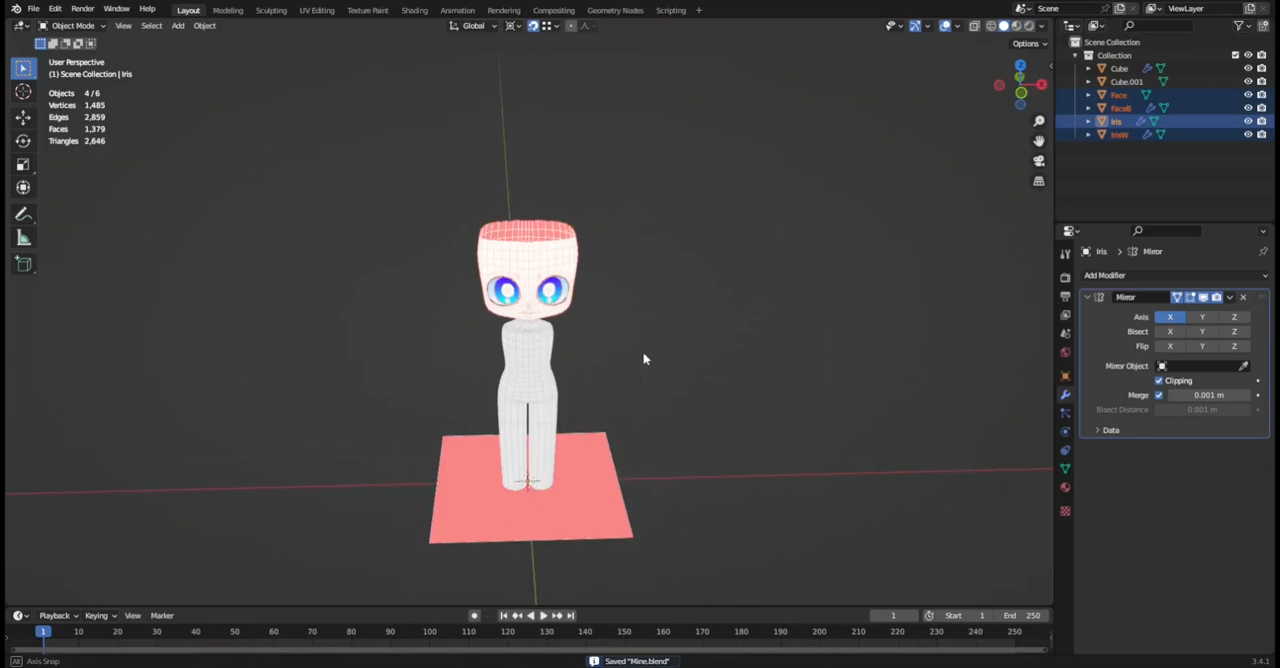 File Edit Render Window Help Layout Modeling Sculpting UV Editing Texture Paint Shading Animation Rendering Compositing Geometry Nodes Scripting + Scene ViewLayer
Object Mode View Select Add Object Global
Options
User Perspective
(1) Scene Collection | Iris
Objects 4/6
Vertices 1,485
Edges 2,859
Faces 1,379
Triangles 2,646
Z
Y
X
Scene Collection
Collection
Cube
Cube.001
Face
FaceB
Iris
IrisW
Iris > Mirror
Add Modifier
Mirror
Axis X Y Z
Bisect X Y Z
Flip X Y Z
Mirror Object
Clipping
Merge 0.001 m
Bisect Distance 0.001 m
Data
Playback Keying View Marker 1 Start 1 End 250
1 10 20 30 40 50 60 70 80 90 100 110 120 130 140 150 160 170 180 190 200 210 220 230 240 250
Alt Axis Snap Saved "Mine.blend" 3.4.1